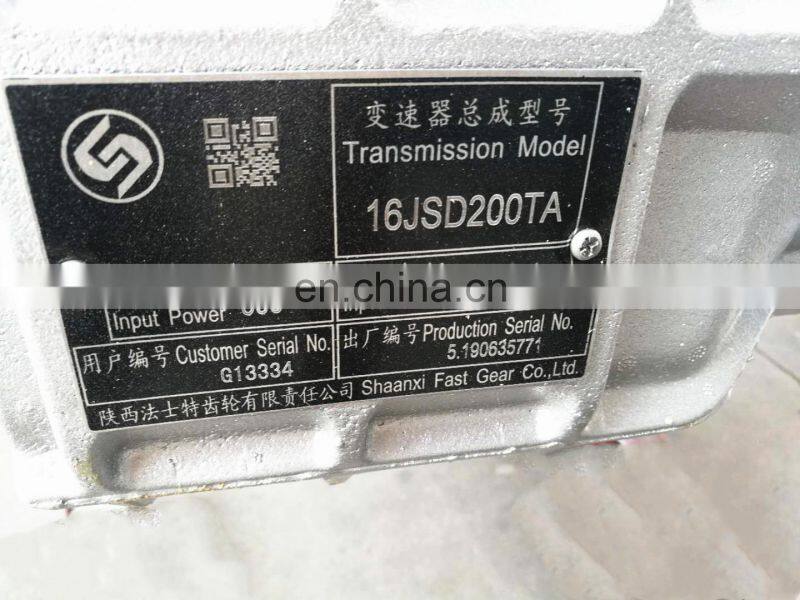 变速器总成型号
Transmission Model
16JSD200TA
en.china.cn
Input Power
用户编号 Customer Serial No.
G13334
出厂编号 Production Serial No.
5.190635771
陕西法士特齿轮有限责任公司 Shaanxi Fast Gear Co.,Ltd.